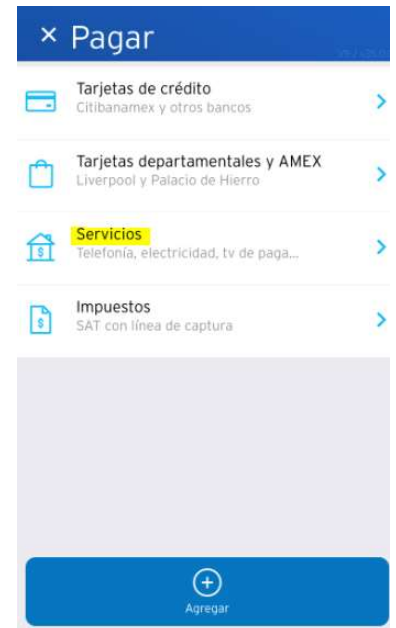 × Pagar
Tarjetas de crédito
Citibanamex y otros bancos
Tarjetas departamentales y AMEX
Liverpool y Palacio de Hierro
Servicios
Telefonía, electricidad, tv de paga...
Impuestos
SAT con línea de captura
Agregar